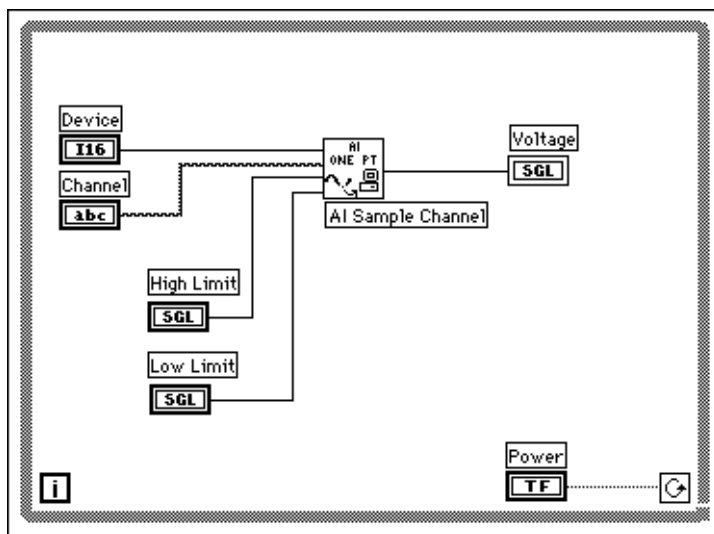 Device
I16
Channel
abc
AI
ONE PT
AI Sample Channel
Voltage
SGL
High Limit
SGL
Low Limit
SGL
Power
TF
i